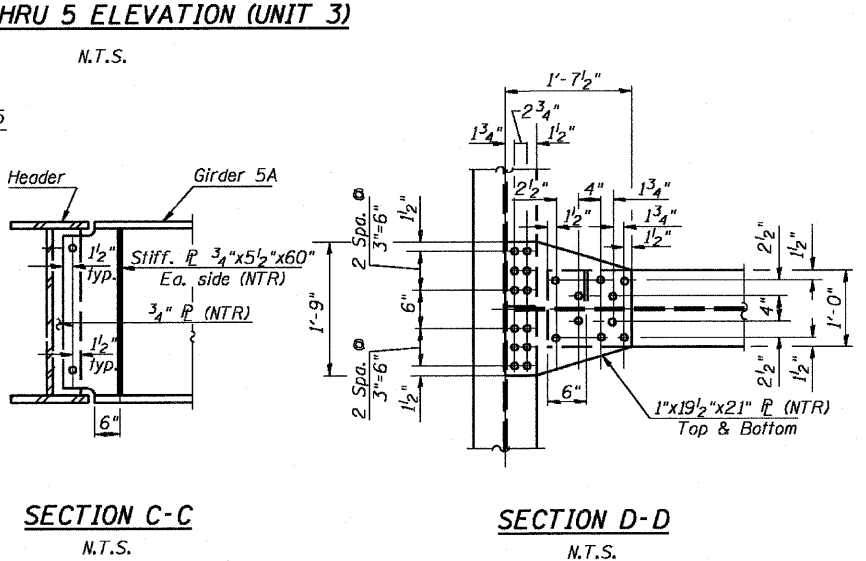 HRU 5 ELEVATION (UNIT 3)
N.T.S.
5
Header
Girder 5A
1½"
typ.
Stiff. ℄ ¾"x5½"x60"
Ea. side (NTR)
¾" ℄ (NTR)
1½"
typ.
6"
SECTION C-C
N.T.S.
1'-7½"
2¾"
1¾"
1½"
2½"
4"
1¾"
1½"
1¾"
1½"
2 Spa. @
3"=6"
1½"
1'-9"
6"
2 Spa. @
3"=6"
1½"
2½"
1½"
4"
1'-0"
2½"
1½"
6"
1"x19½"x21" ℄ (NTR)
Top & Bottom
SECTION D-D
N.T.S.